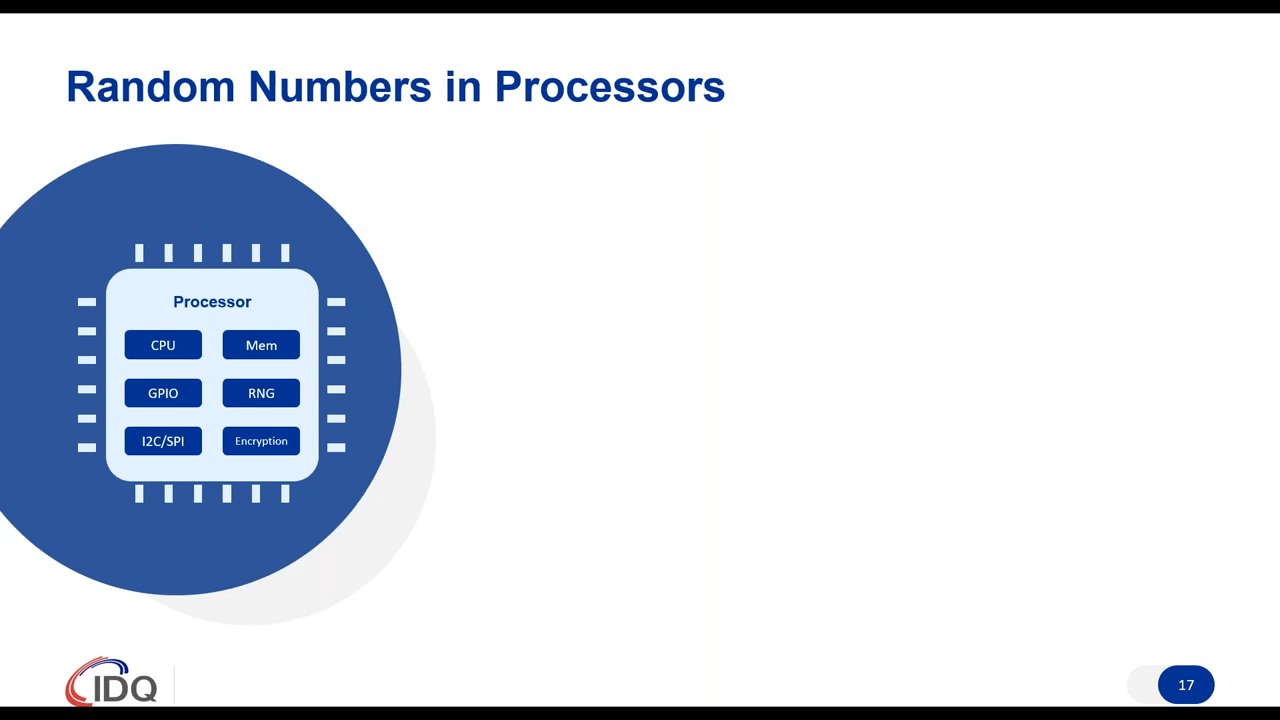 Random Numbers in Processors
Processor
CPU
Mem
GPIO
RNG
I2C/SPI
Encryption
IDQ
17